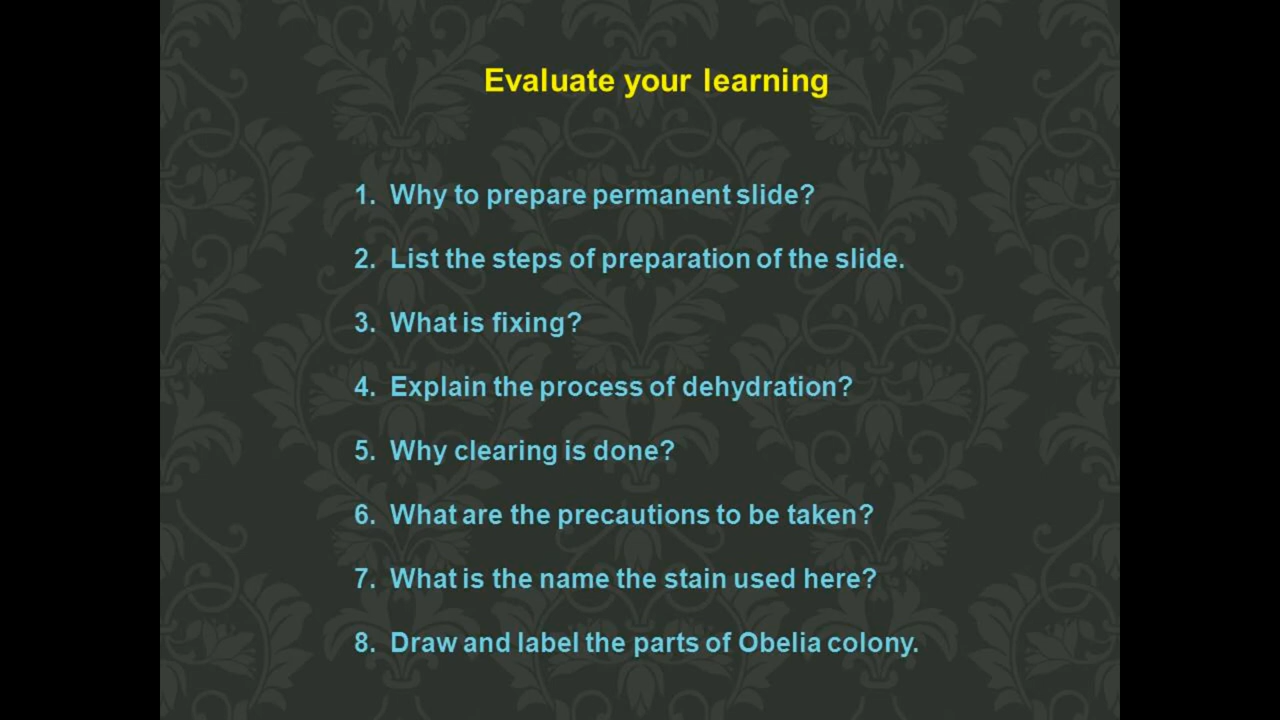 Evaluate your learning
1. Why to prepare permanent slide?
2. List the steps of preparation of the slide.
3. What is fixing?
4. Explain the process of dehydration?
5. Why clearing is done?
6. What are the precautions to be taken?
7. What is the name the stain used here?
8. Draw and label the parts of Obelia colony.